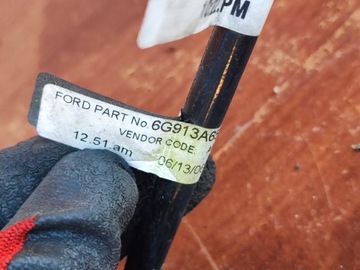 PM
FORD PART No. 6G913A6
VENDOR CODE:
12.51.am 06/13/0